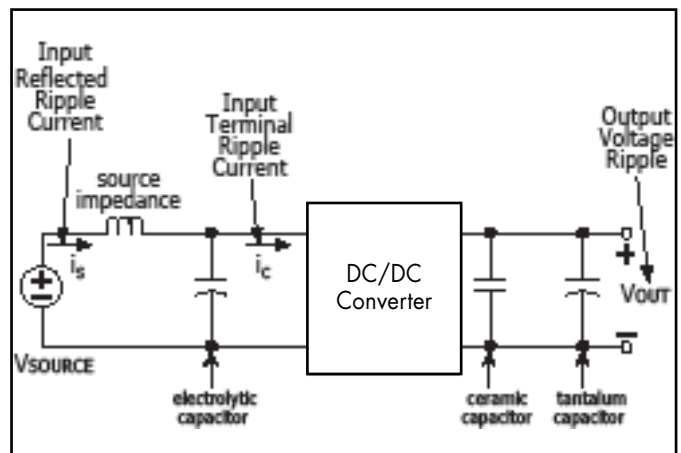 Input
Reflected
Ripple
Current
Input
Terminal
Ripple
Current
Output
Voltage
Ripple
source
impedance
is
ic
DC/DC
Converter
+
−
+
VOUT
−
VSOURCE
electrolytic
capacitor
ceramic
capacitor
tantalum
capacitor